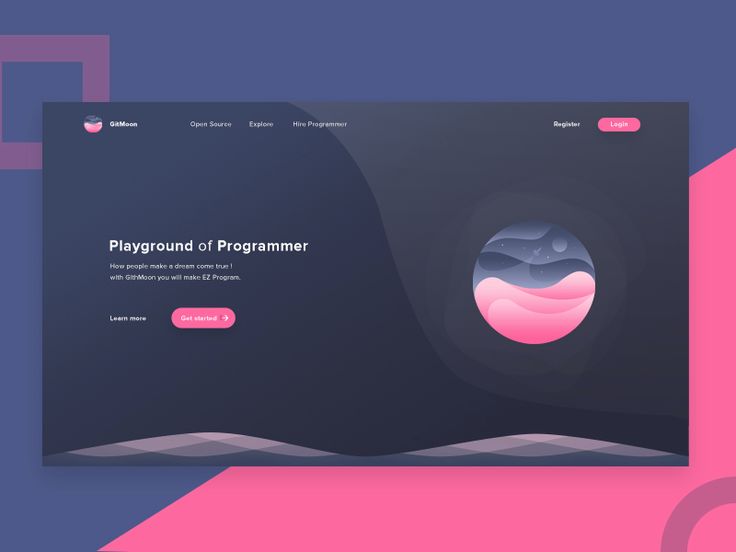 GitMoon
Open Source
Explore
Hire Programmer
Register
Login
Playground of Programmer
How people make a dream come true !
with GithMoon you will make EZ Program.
Learn more
Get started